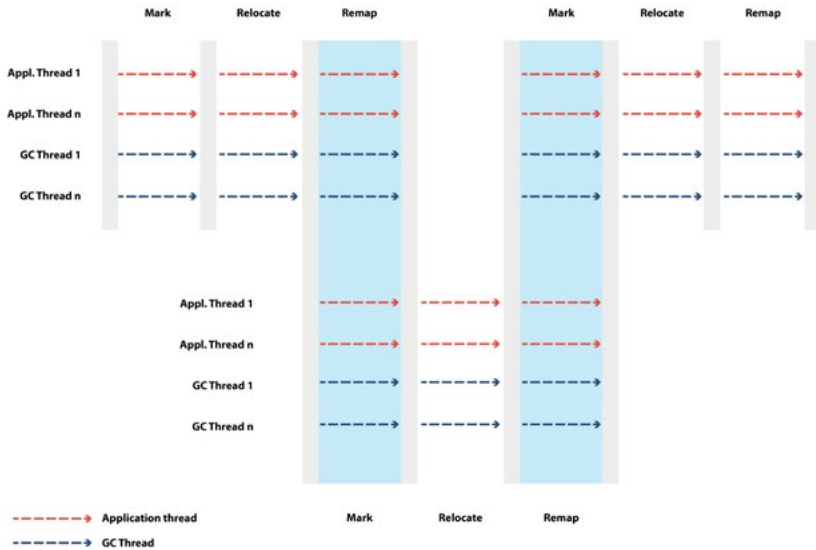 Mark Relocate Remap Mark Relocate Remap
Appl. Thread 1
Appl. Thread n
GC Thread 1
GC Thread n
Appl. Thread 1
Appl. Thread n
GC Thread 1
GC Thread n
Application thread
Mark Relocate Remap
GC Thread